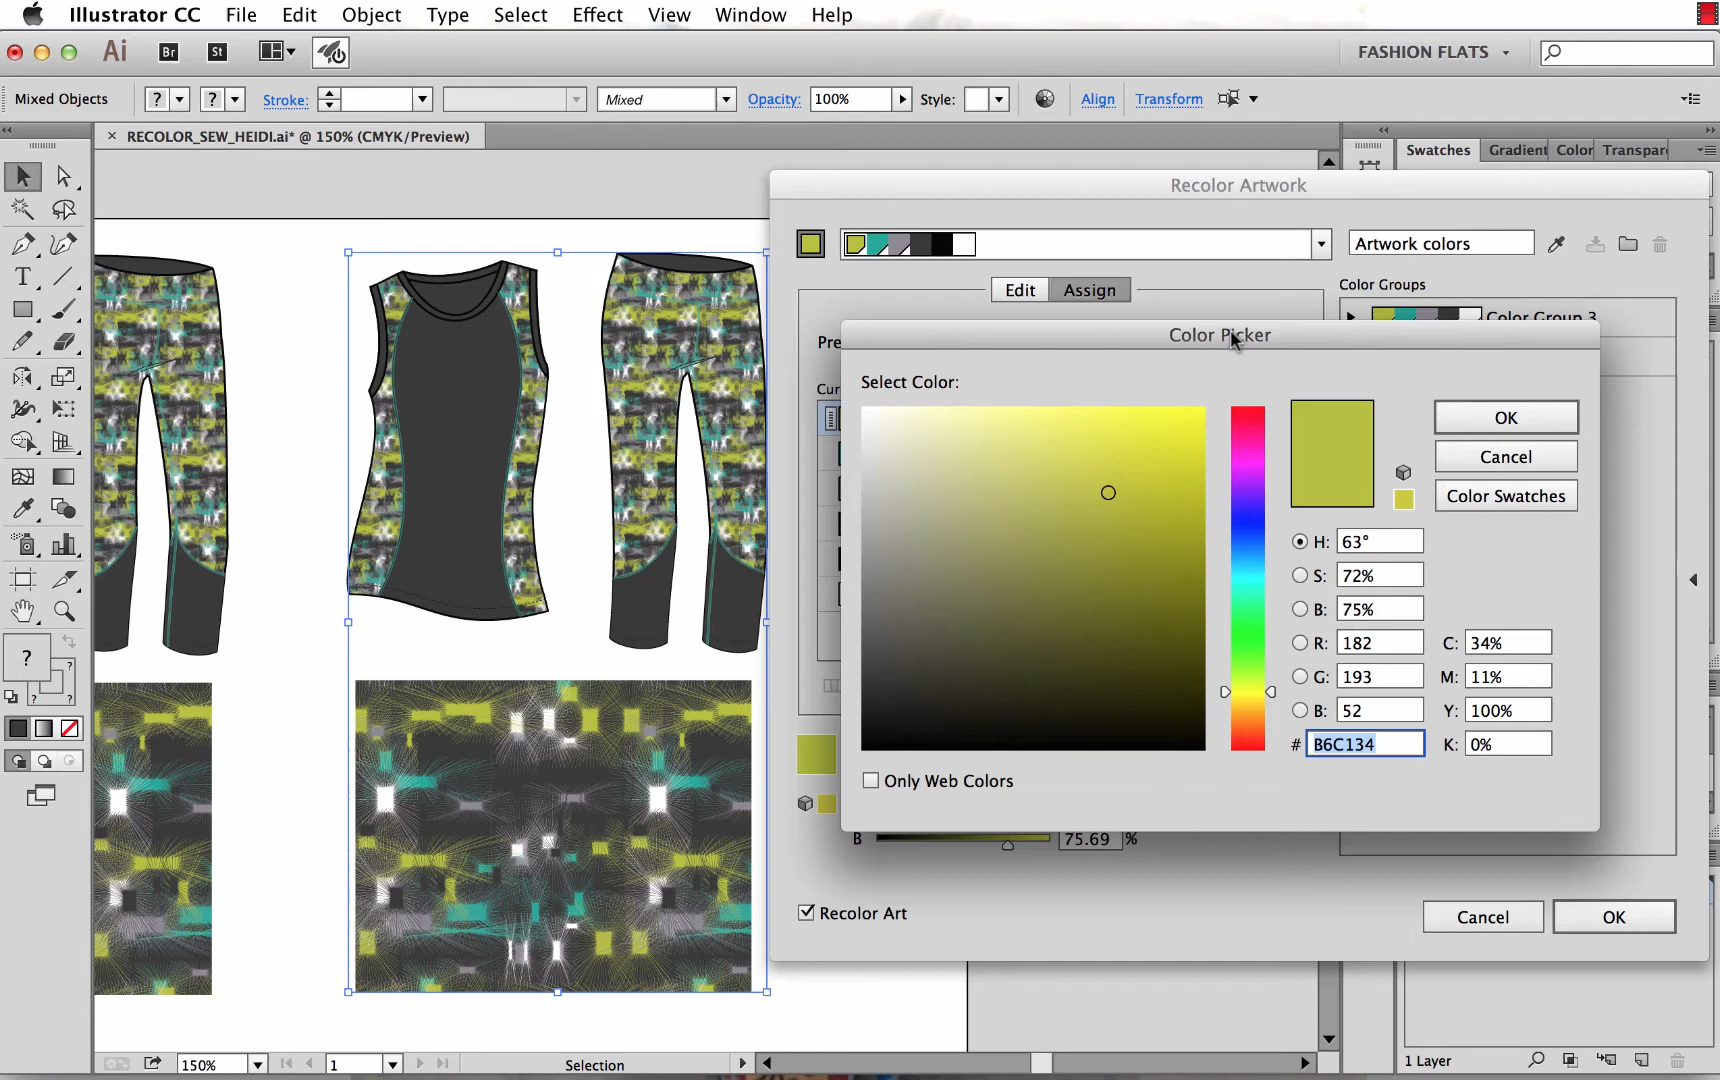 Illustrator CC File Edit Object Type Select Effect View Window Help
Ai Br St FASHION FLATS
Mixed Objects ? ? Stroke: Mixed Opacity: 100% Style: Align Transform
× RECOLOR_SEW_HEIDI.ai* @ 150% (CMYK/Preview)
Swatches Gradient Color Transpar
Recolor Artwork
Artwork colors
Edit Assign
Color Groups
Color Group 3
Pre
Cur
Color Picker
Select Color:
OK
Cancel
Color Swatches
H: 63°
S: 72%
B: 75%
R: 182 C: 34%
G: 193 M: 11%
B: 52 Y: 100%
# B6C134 K: 0%
Only Web Colors
B 75.69 %
Recolor Art
Cancel OK
T
?
?
? ?
150% 1 Selection
1 Layer